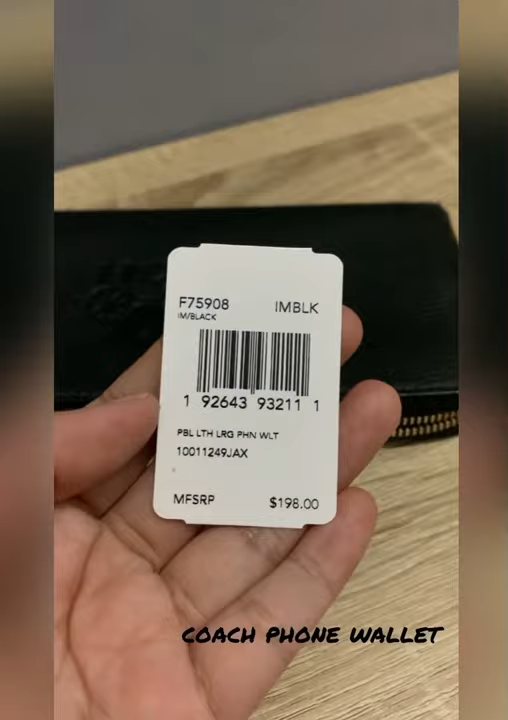 F75908 IMBLK
IM/BLACK
1 92643 93211 1
PBL LTH LRG PHN WLT
10011249JAX
MFSRP $198.00
COACH PHONE WALLET